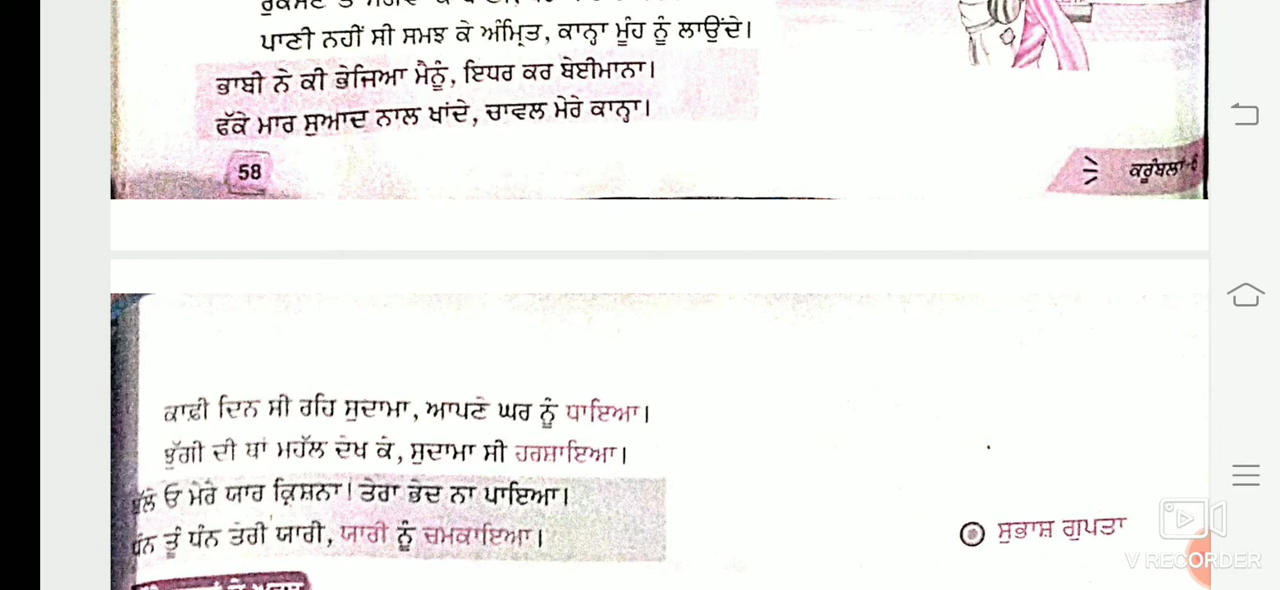 ਪਾਣੀ ਨਹੀਂ ਸੀ ਸਮਝ ਕੇ ਅੰਮ੍ਰਿਤ, ਕਾਨ੍ਹਾ ਮੂੰਹ ਨੂੰ ਲਾਉਂਦੇ।
ਭਾਬੀ ਨੇ ਕੀ ਭੇਜਿਆ ਮੈਨੂੰ, ਇਧਰ ਕਰ ਬੇਈਮਾਨਾ।
ਫੱਕੇ ਮਾਰ ਸੁਆਦ ਨਾਲ ਖਾਂਦੇ, ਚਾਵਲ ਮੇਰੇ ਕਾਨ੍ਹਾ।
58
ਕਰੂੰਬਲਾਂ-6
ਕਾਫ਼ੀ ਦਿਨ ਸੀ ਰਹਿ ਸੁਦਾਮਾ, ਆਪਣੇ ਘਰ ਨੂੰ ਧਾਇਆ।
ਝੁੱਗੀ ਦੀ ਥਾਂ ਮਹੱਲ ਦੇਖ ਕੇ, ਸੁਦਾਮਾ ਸੀ ਹਰਸਾਇਆ।
ਓ ਮੇਰੇ ਯਾਰ ਕ੍ਰਿਸ਼ਨਾ। ਤੇਰਾ ਭੇਦ ਨਾ ਪਾਇਆ।
ਧੰਨ ਤੂੰ ਧੰਨ ਤੇਰੀ ਯਾਰੀ, ਯਾਰੀ ਨੂੰ ਚਮਕਾਇਆ।
ਸੁਭਾਸ਼ ਗੁਪਤਾ
V RECORDER